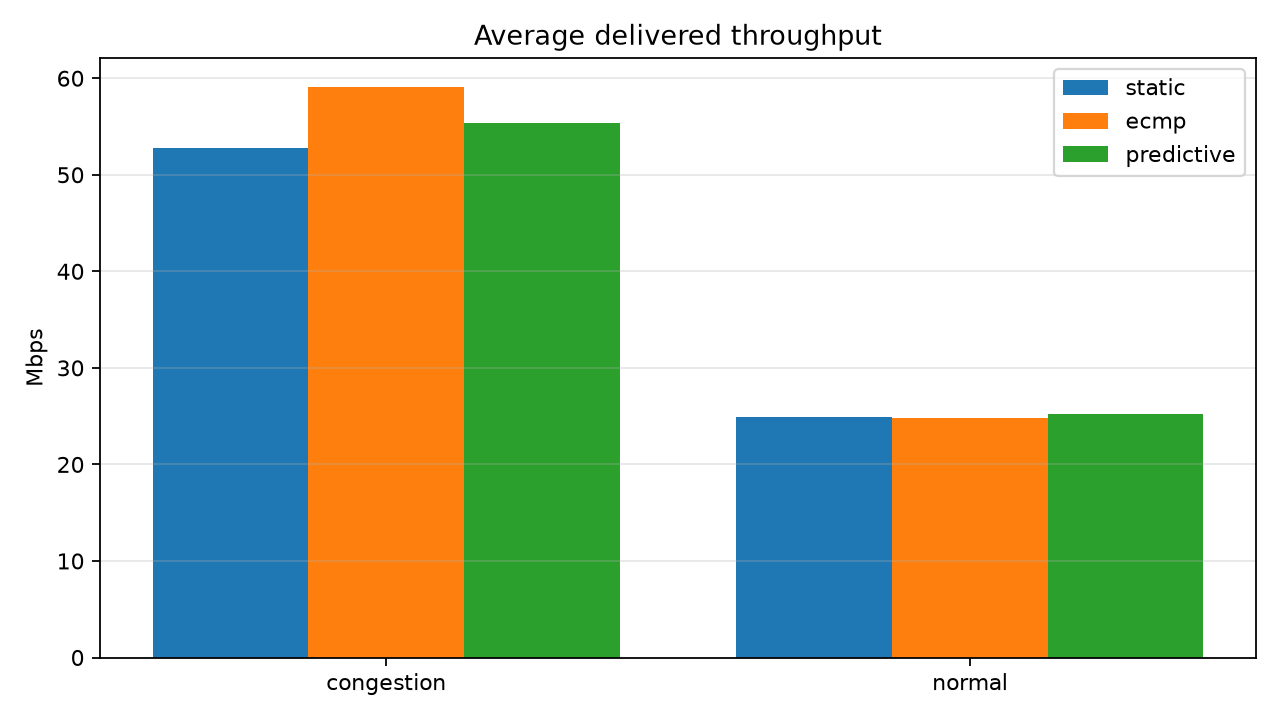 Average delivered throughput
static
ecmp
predictive
Mbps
60
50
40
30
20
10
0
congestion
normal